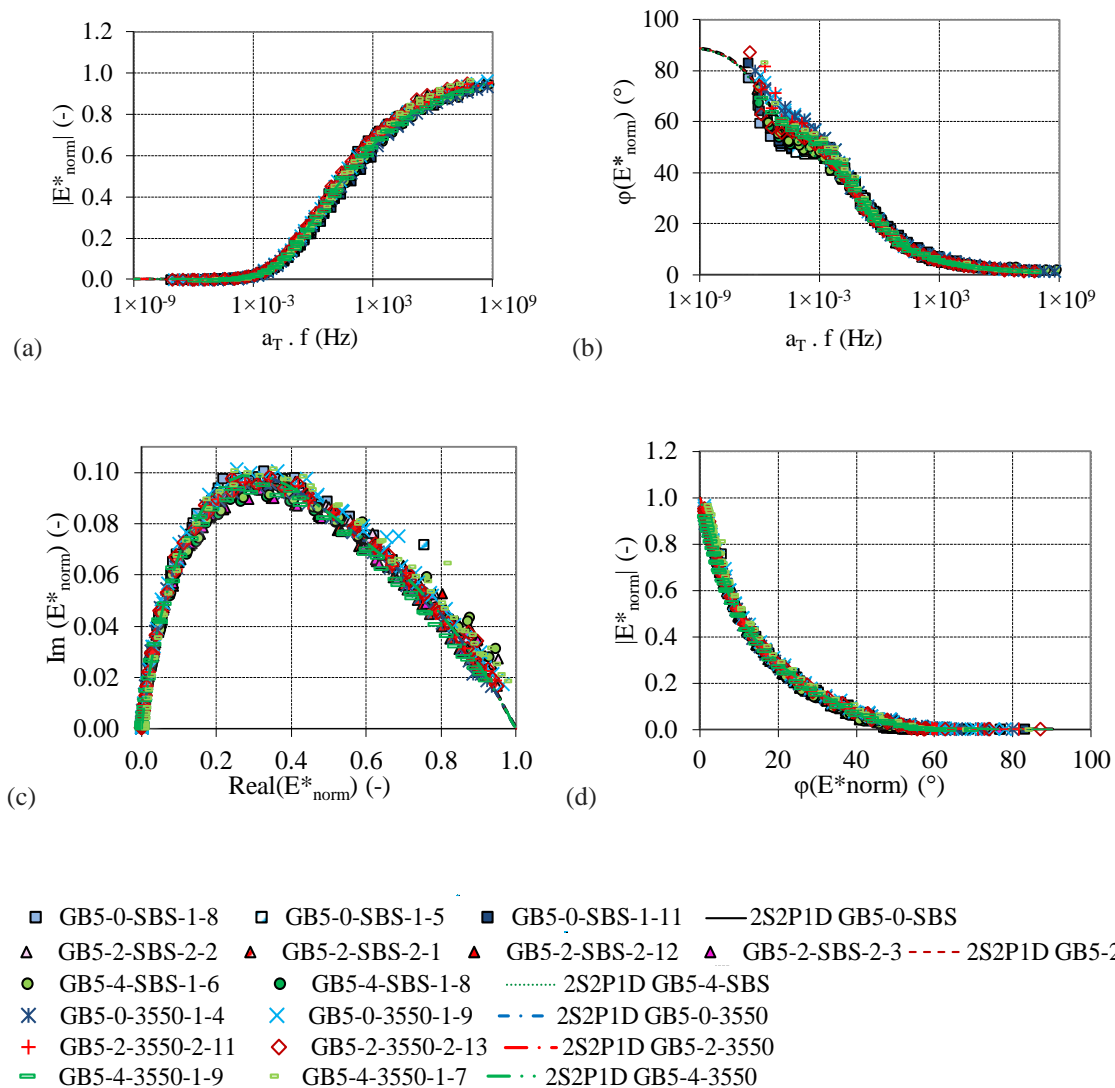 1.2
1.0
0.8
0.6
0.4
0.2
0.0
|E*norm| (-)
1×10-9 1×10-3 1×103 1×109
aT . f (Hz)
(a)
100
80
60
40
20
0
φ(E*norm) (°)
1×10-9 1×10-3 1×103 1×109
aT . f (Hz)
(b)
0.10
0.08
0.06
0.04
0.02
0.00
Im (E*norm) (-)
0.0 0.2 0.4 0.6 0.8 1.0
Real(E*norm) (-)
(c)
1.2
1.0
0.8
0.6
0.4
0.2
0.0
|E*norm| (-)
0 20 40 60 80 100
φ(E*norm) (°)
(d)
GB5-0-SBS-1-8 GB5-0-SBS-1-5 GB5-0-SBS-1-11 2S2P1D GB5-0-SBS
GB5-2-SBS-2-2 GB5-2-SBS-2-1 GB5-2-SBS-2-12 GB5-2-SBS-2-3 2S2P1D GB5-2
GB5-4-SBS-1-6 GB5-4-SBS-1-8 2S2P1D GB5-4-SBS
GB5-0-3550-1-4 GB5-0-3550-1-9 2S2P1D GB5-0-3550
GB5-2-3550-2-11 GB5-2-3550-2-13 2S2P1D GB5-2-3550
GB5-4-3550-1-9 GB5-4-3550-1-7 2S2P1D GB5-4-3550